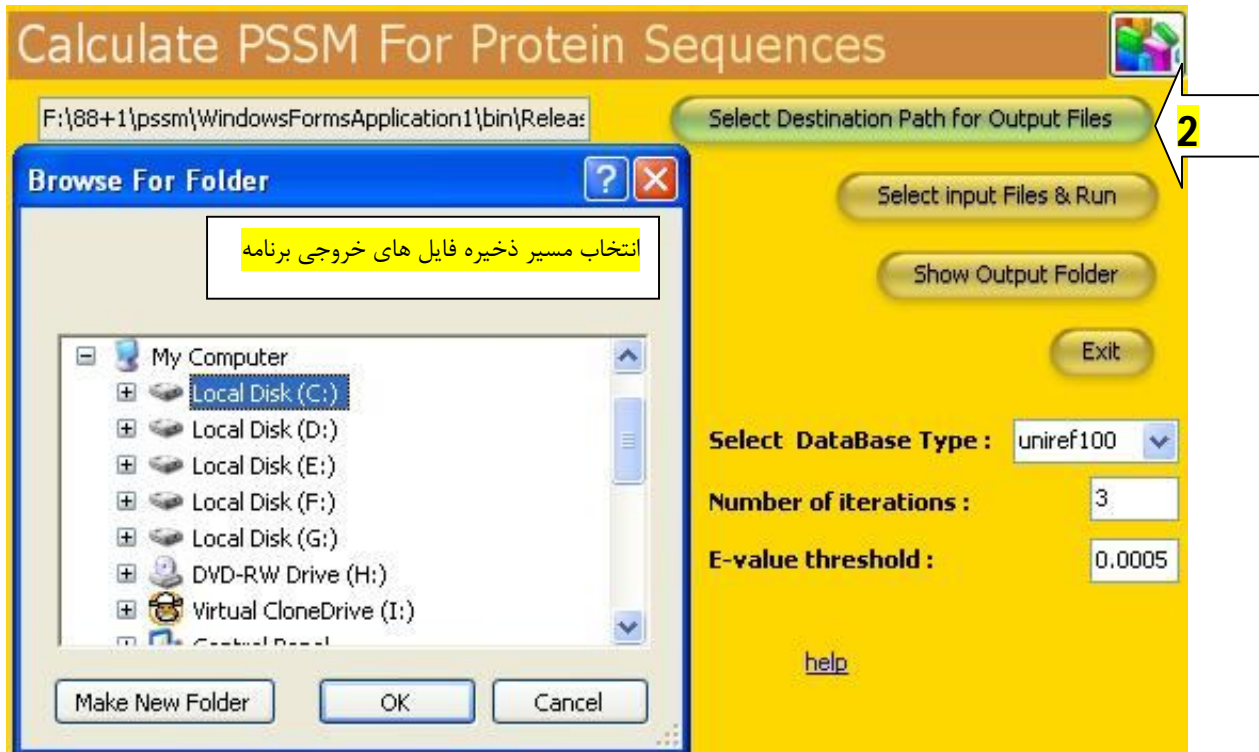 Calculate PSSM For Protein Sequences
F:\88+1\pssm\WindowsFormsApplication1\bin\Releas
Select Destination Path for Output Files
2
Browse For Folder
Select input Files & Run
انتخاب مسیر ذخیره فایل های خروجی برنامه
Show Output Folder
Exit
My Computer
Local Disk (C:)
Local Disk (D:)
Local Disk (E:)
Local Disk (F:)
Local Disk (G:)
DVD-RW Drive (H:)
Virtual CloneDrive (I:)
Control Panel
Select DataBase Type : uniref100
Number of iterations : 3
E-value threshold : 0.0005
help
Make New Folder
OK
Cancel